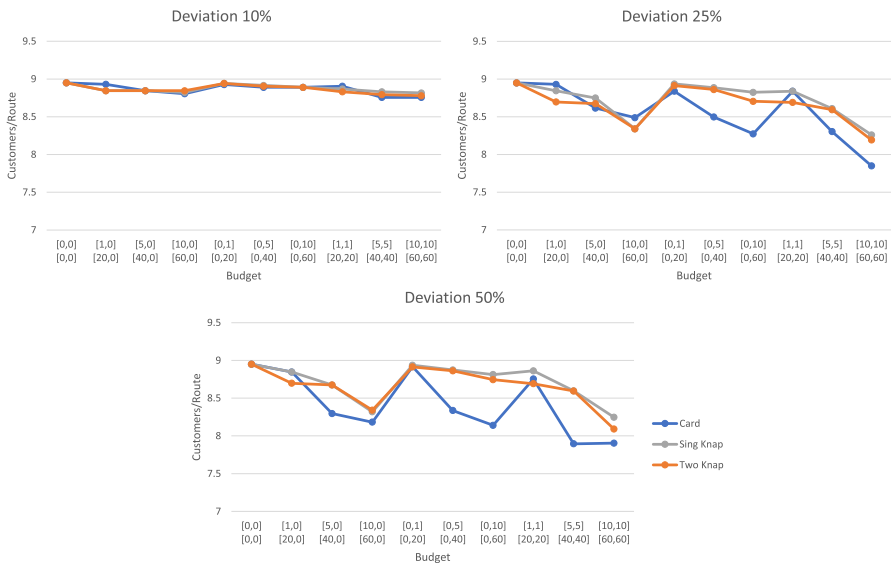 Deviation 10%
9.5
9
8.5
8
7.5
7
Customers/Route
[0,0] [1,0] [5,0] [10,0] [0,1] [0,5] [0,10] [1,1] [5,5] [10,10]
[0,0] [20,0] [40,0] [60,0] [0,20] [0,40] [0,60] [20,20] [40,40] [60,60]
Budget
Deviation 25%
9.5
9
8.5
8
7.5
7
Customers/Route
[0,0] [1,0] [5,0] [10,0] [0,1] [0,5] [0,10] [1,1] [5,5] [10,10]
[0,0] [20,0] [40,0] [60,0] [0,20] [0,40] [0,60] [20,20] [40,40] [60,60]
Budget
Deviation 50%
9.5
9
8.5
8
7.5
7
Customers/Route
[0,0] [1,0] [5,0] [10,0] [0,1] [0,5] [0,10] [1,1] [5,5] [10,10]
[0,0] [20,0] [40,0] [60,0] [0,20] [0,40] [0,60] [20,20] [40,40] [60,60]
Budget
Card
Sing Knap
Two Knap